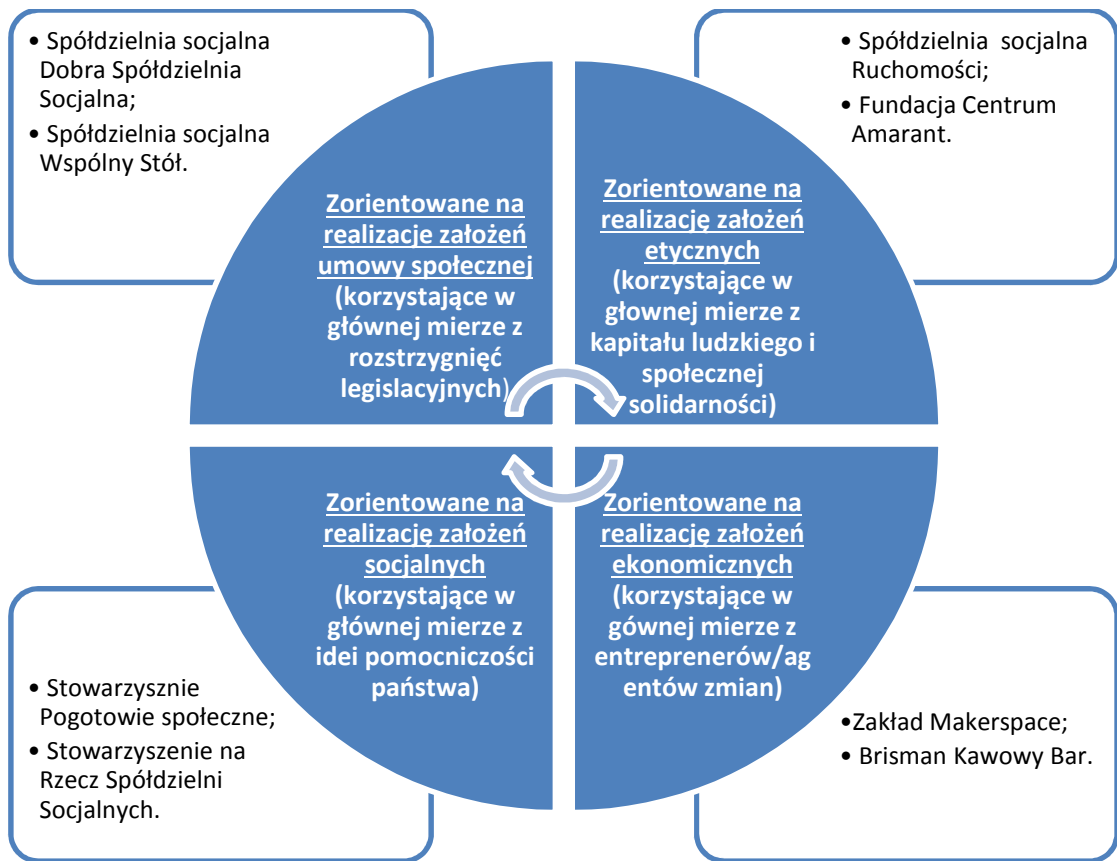 • Spółdzielnia socjalna
Dobra Spółdzielnia
Socjalna;
• Spółdzielnia socjalna
Wspólny Stół.
• Spółdzielnia socjalna
Ruchomości;
• Fundacja Centrum
Amarant.
Zorientowane na
realizacje założeń
umowy społecznej
(korzystające w
głównej mierze z
rozstrzygnięć
legislacyjnych)
Zorientowane na
realizację założeń
etycznych
(korzystające w
głownej mierze z
kapitału ludzkiego i
społecznej
solidarności)
Zorientowane na
realizację założeń
socjalnych
(korzystające w
głównej mierze z
idei pomocniczości
państwa)
Zorientowane na
realizację założeń
ekonomicznych
(korzystające w
gównej mierze z
entreprenerów/ag
entów zmian)
• Stowarzysznie
Pogotowie społeczne;
• Stowarzyszenie na
Rzecz Spółdzielni
Socjalnych.
•Zakład Makerspace;
• Brisman Kawowy Bar.